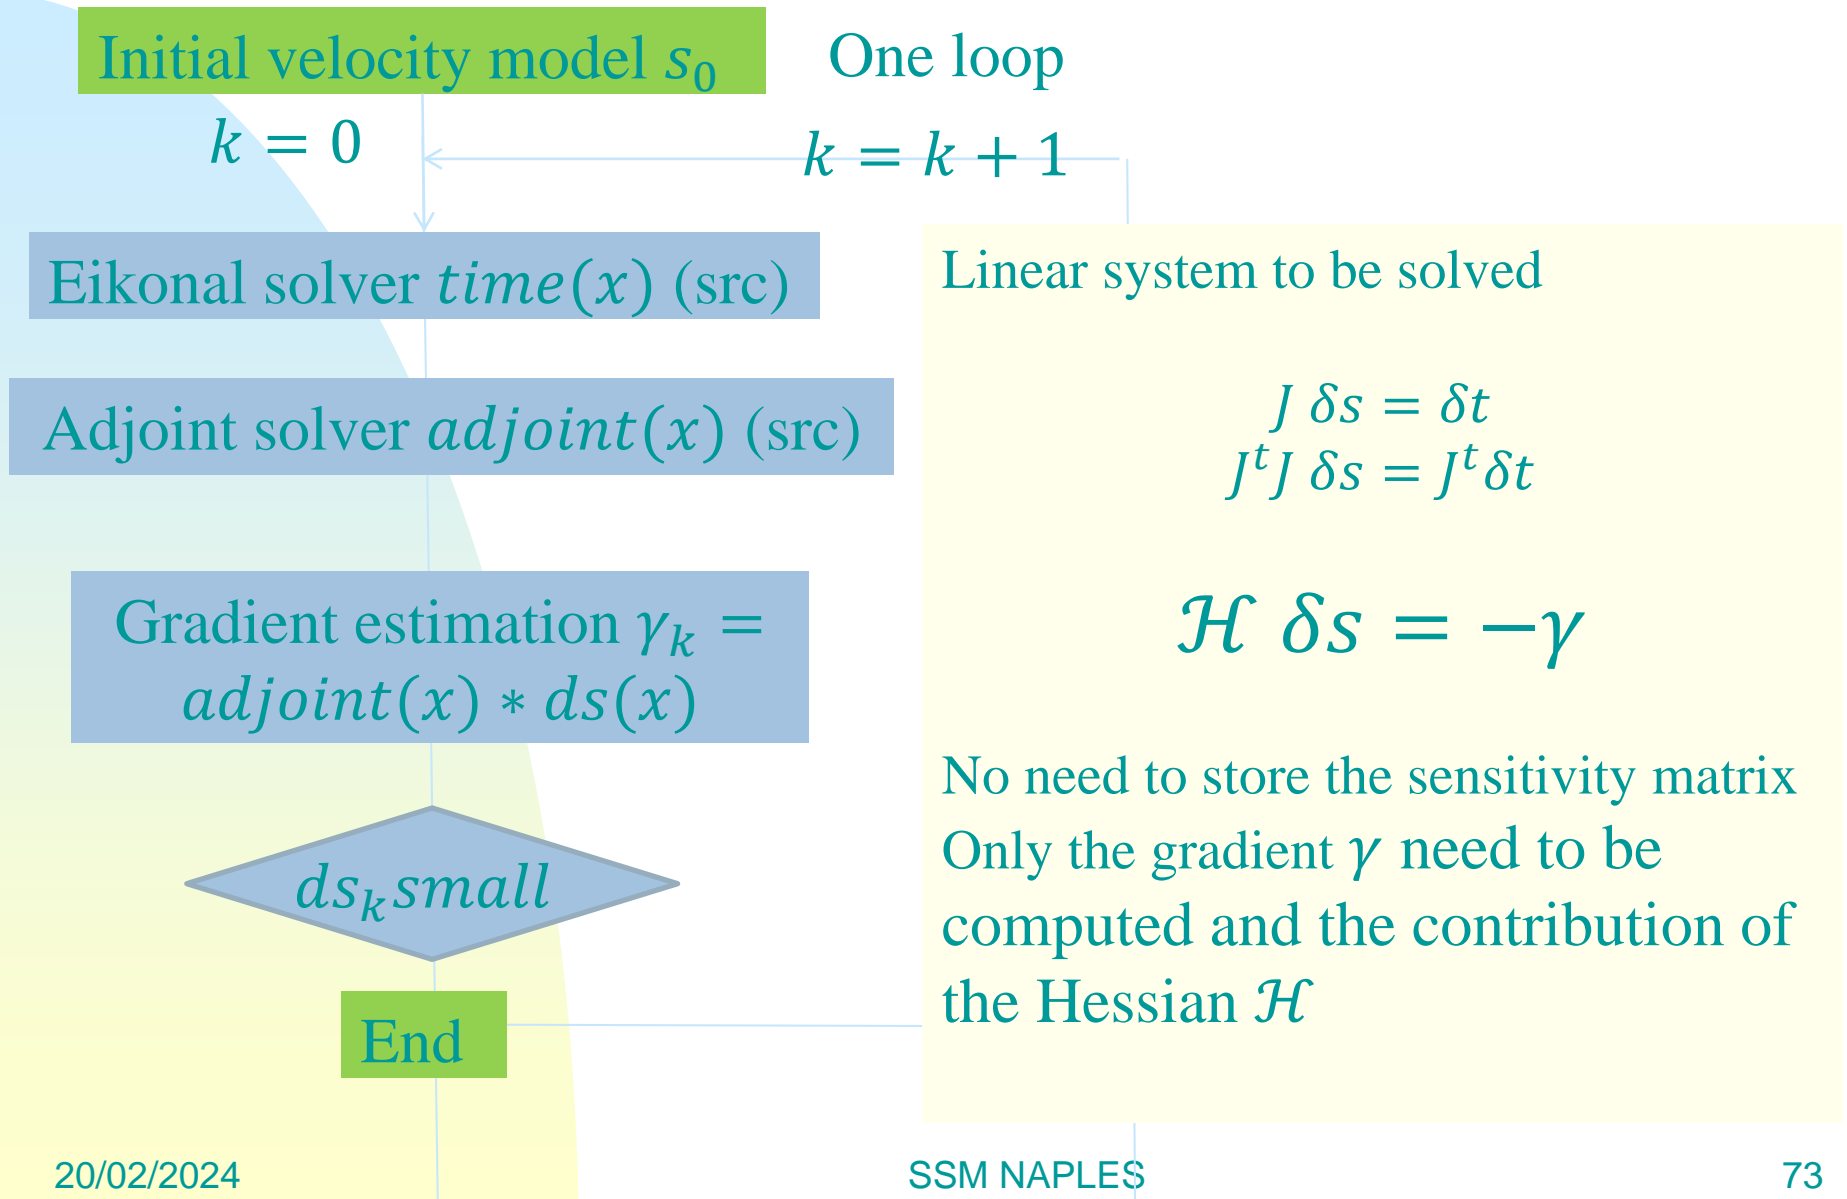 Initial velocity model s₀
One loop
k = 0
k = k + 1
Eikonal solver time(x) (src)
Adjoint solver adjoint(x) (src)
Gradient estimation γₖ =
adjoint(x) ∗ ds(x)
dsₖsmall
End
Linear system to be solved
J δs = δt
JᵗJ δs = Jᵗδt
ℋ δs = −γ
No need to store the sensitivity matrix
Only the gradient γ need to be
computed and the contribution of
the Hessian ℋ
20/02/2024
SSM NAPLES
73